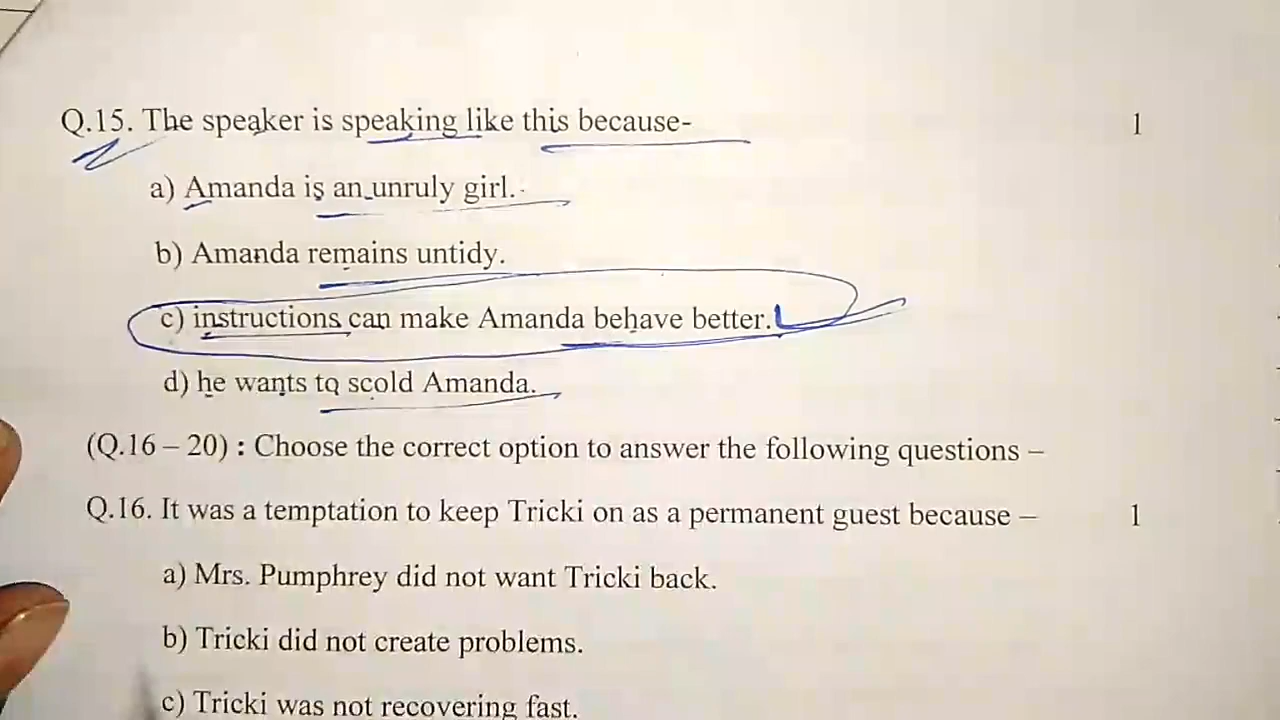 Q.15. The speaker is speaking like this because- 1
a) Amanda is an unruly girl.
b) Amanda remains untidy.
c) instructions can make Amanda behave better.
d) he wants to scold Amanda.
(Q.16 – 20) : Choose the correct option to answer the following questions –
Q.16. It was a temptation to keep Tricki on as a permanent guest because – 1
a) Mrs. Pumphrey did not want Tricki back.
b) Tricki did not create problems.
c) Tricki was not recovering fast.